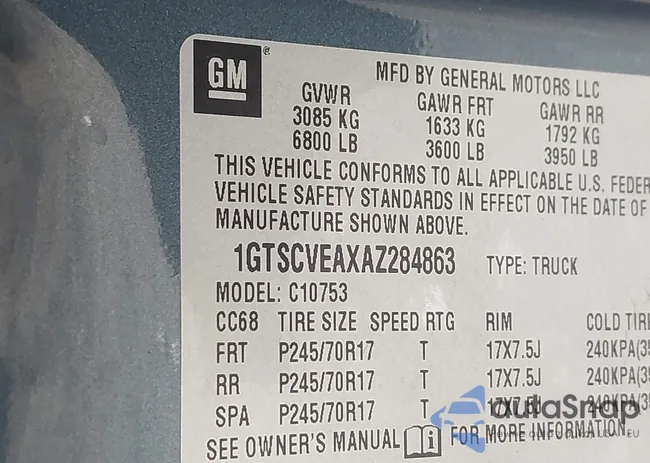 GM®
MFD BY GENERAL MOTORS LLC
GVWR GAWR FRT GAWR RR
3085 KG 1633 KG 1792 KG
6800 LB 3600 LB 3950 LB
THIS VEHICLE CONFORMS TO ALL APPLICABLE U.S. FEDER
VEHICLE SAFETY STANDARDS IN EFFECT ON THE DATE OF
MANUFACTURE SHOWN ABOVE.
1GTSCVEAXAZ284863 TYPE: TRUCK
MODEL: C10753
CC68 TIRE SIZE SPEED RTG RIM COLD TIRE
FRT P245/70R17 T 17X7.5J 240KPA(35
RR P245/70R17 T 17X7.5J 240KPA(35
SPA P245/70R17 T 17X7.5J 240KPA(35
SEE OWNER'S MANUAL i FOR MORE INFORMATION
autoSnap